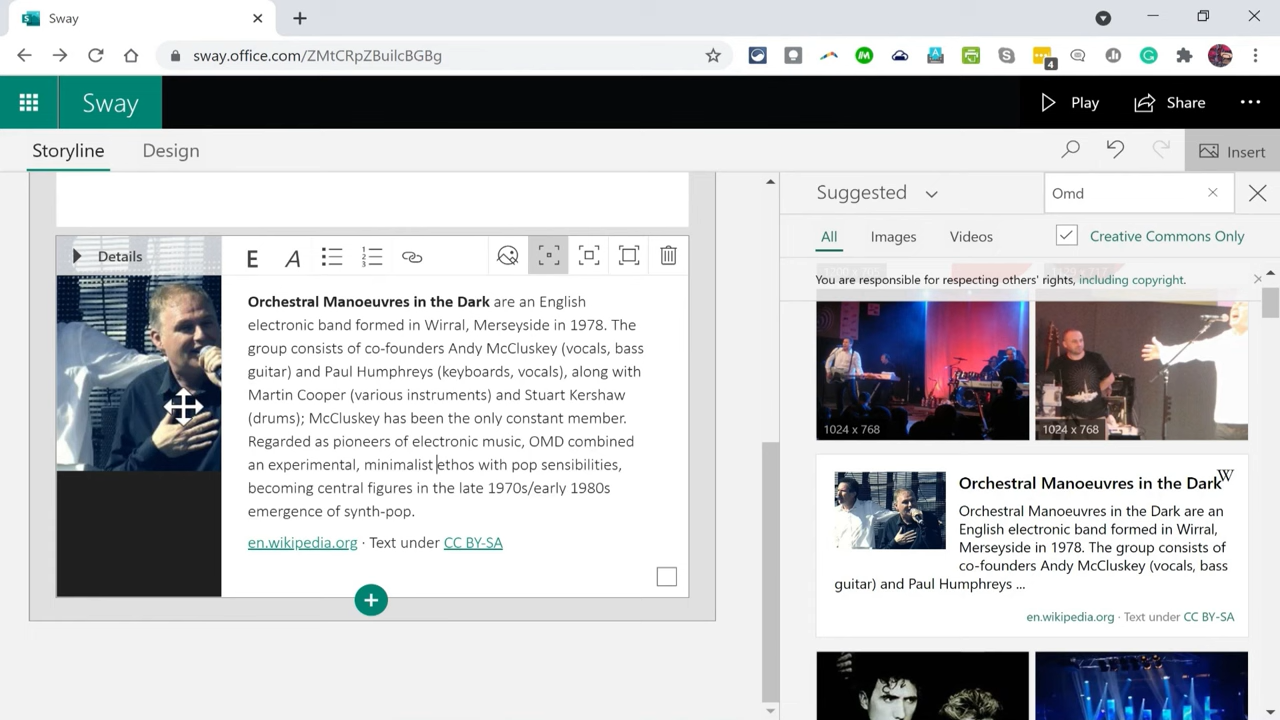 Sway
sway.office.com/ZMtCRpZBuilcBGBg
4
Sway
Play
Share
Storyline
Design
Insert
Suggested
Omd
All
Images
Videos
Creative Commons Only
You are responsible for respecting others' rights, including copyright.
Details
E
A
Orchestral Manoeuvres in the Dark are an English
electronic band formed in Wirral, Merseyside in 1978. The
group consists of co-founders Andy McCluskey (vocals, bass
guitar) and Paul Humphreys (keyboards, vocals), along with
Martin Cooper (various instruments) and Stuart Kershaw
(drums); McCluskey has been the only constant member.
Regarded as pioneers of electronic music, OMD combined
an experimental, minimalist ethos with pop sensibilities,
becoming central figures in the late 1970s/early 1980s
emergence of synth-pop.
en.wikipedia.org · Text under CC BY-SA
1024 x 768
1024 x 768
Orchestral Manoeuvres in the Dark
W
Orchestral Manoeuvres in the Dark are an
English electronic band formed in Wirral,
Merseyside in 1978. The group consists of
co-founders Andy McCluskey (vocals, bass
guitar) and Paul Humphreys ...
en.wikipedia.org · Text under CC BY-SA